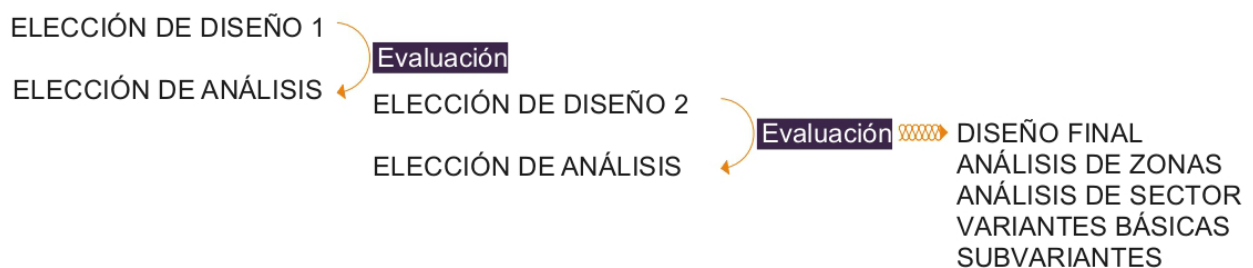 ELECCIÓN DE DISEÑO 1
Evaluación
ELECCIÓN DE ANÁLISIS
ELECCIÓN DE DISEÑO 2
Evaluación
ELECCIÓN DE ANÁLISIS
DISEÑO FINAL
ANÁLISIS DE ZONAS
ANÁLISIS DE SECTOR
VARIANTES BÁSICAS
SUBVARIANTES